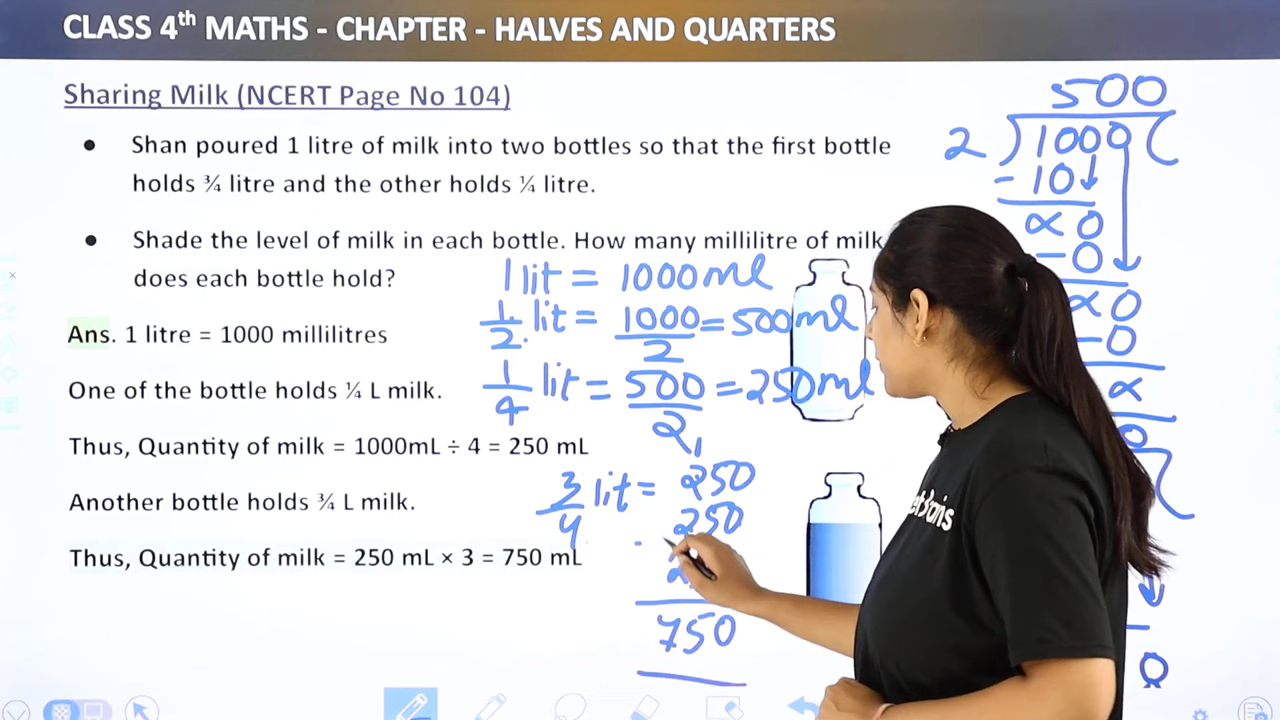 CLASS 4th MATHS - CHAPTER - HALVES AND QUARTERS
Sharing Milk (NCERT Page No 104)
• Shan poured 1 litre of milk into two bottles so that the first bottle
holds ¾ litre and the other holds ¼ litre.
• Shade the level of milk in each bottle. How many millilitre of milk
does each bottle hold?
Ans. 1 litre = 1000 millilitres
One of the bottle holds ¼ L milk.
Thus, Quantity of milk = 1000mL ÷ 4 = 250 mL
Another bottle holds ¾ L milk.
Thus, Quantity of milk = 250 mL × 3 = 750 mL
1 lit = 1000 ml
1/2 lit = 1000/2 = 500 ml
1/4 lit = 500/2 = 250 ml
3/4 lit = 250
250
750
500
2 ) 1000 (
- 10
0
- 0
0
- 0
0
0